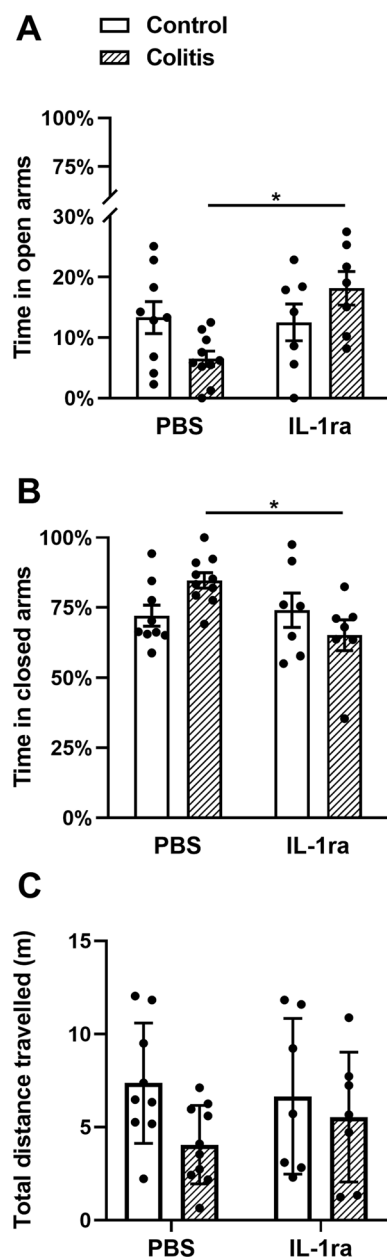 A
Control
Colitis
Time in open arms
100%
75%
30%
20%
10%
0%
*
PBS
IL-1ra
B
Time in closed arms
100%
75%
50%
25%
0%
*
PBS
IL-1ra
C
Total distance travelled (m)
15
10
5
0
PBS
IL-1ra